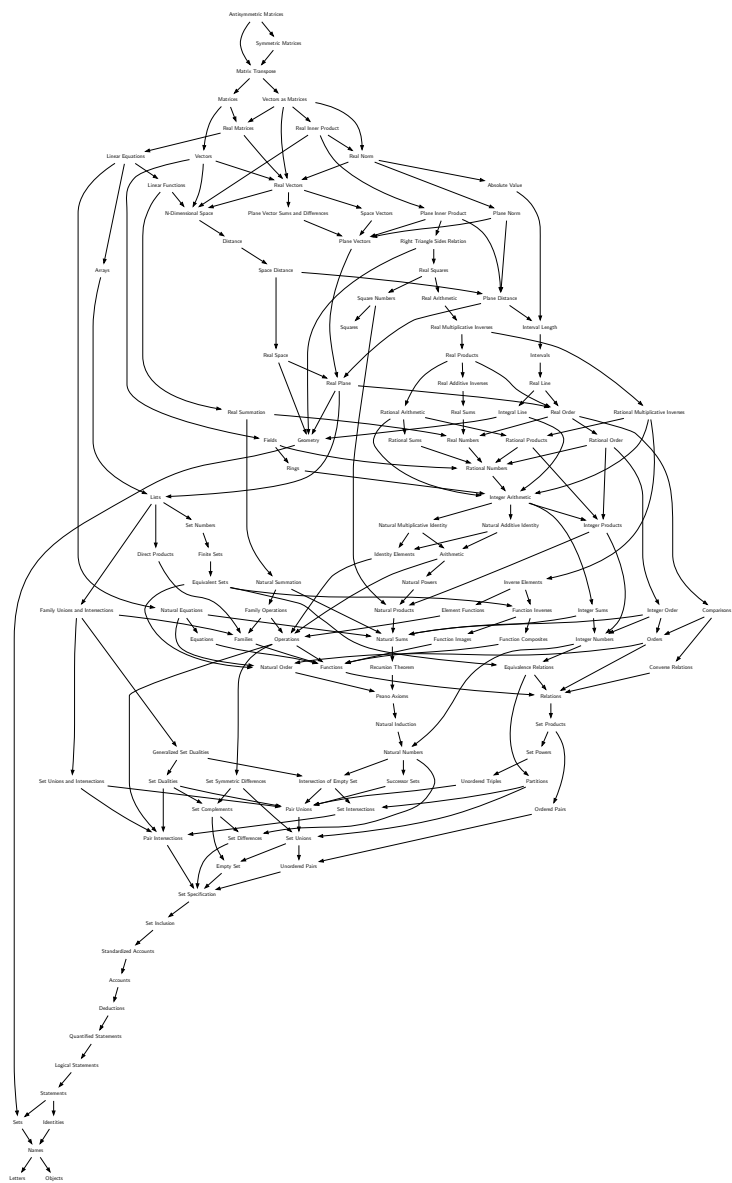 Antisymmetric Matrices
Symmetric Matrices
Matrix Transpose
Matrices
Vectors as Matrices
Real Matrices
Real Inner Product
Linear Equations
Vectors
Real Norm
Linear Functions
Real Vectors
Absolute Value
N-Dimensional Space
Plane Vector Sums and Differences
Space Vectors
Plane Inner Product
Plane Norm
Distance
Plane Vectors
Right Triangle Sides Relation
Arrays
Space Distance
Real Squares
Square Numbers
Real Arithmetic
Plane Distance
Squares
Real Multiplicative Inverses
Interval Length
Real Space
Real Products
Intervals
Real Plane
Real Additive Inverses
Real Line
Real Summation
Rational Arithmetic
Real Sums
Integral Line
Real Order
Rational Multiplicative Inverses
Fields
Geometry
Rational Sums
Real Numbers
Rational Products
Rational Order
Rings
Rational Numbers
Lists
Integer Arithmetic
Set Numbers
Natural Multiplicative Identity
Natural Additive Identity
Integer Products
Direct Products
Finite Sets
Identity Elements
Arithmetic
Equivalent Sets
Natural Summation
Natural Powers
Inverse Elements
Family Unions and Intersections
Natural Equations
Family Operations
Natural Products
Element Functions
Function Inverses
Integer Sums
Integer Order
Comparisons
Equations
Families
Operations
Natural Sums
Function Images
Function Composites
Integer Numbers
Orders
Natural Order
Functions
Recursion Theorem
Equivalence Relations
Converse Relations
Peano Axioms
Relations
Natural Induction
Set Products
Generalized Set Dualities
Natural Numbers
Set Powers
Set Unions and Intersections
Set Dualities
Set Symmetric Differences
Intersection of Empty Set
Successor Sets
Unordered Triples
Partitions
Set Complements
Pair Unions
Set Intersections
Ordered Pairs
Pair Intersections
Set Differences
Set Unions
Empty Set
Unordered Pairs
Set Specification
Set Inclusion
Standardized Accounts
Accounts
Deductions
Quantified Statements
Logical Statements
Statements
Sets
Identities
Names
Letters
Objects